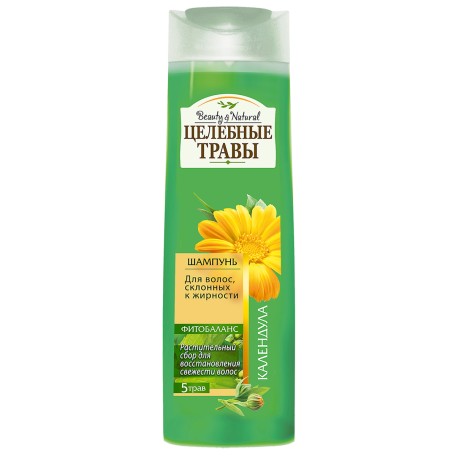 Beauty & Natural
ЦЕЛЕБНЫЕ
ТРАВЫ
ШАМПУНЬ
Для волос,
склонных
к жирности
ФИТОБАЛАНС
Растительный
сбор для
восстановления
свежести волос
5 трав
КАЛЕНДУЛА